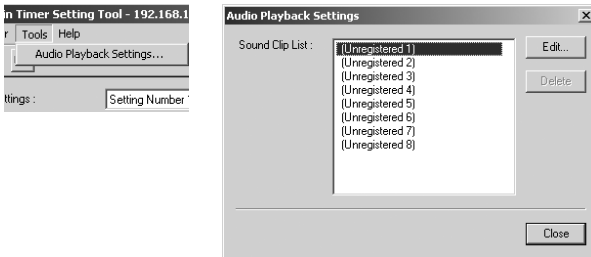 in Timer Setting Tool - 192.168.1
r Tools Help
Audio Playback Settings...
ttings :
Setting Number 1
Audio Playback Settings
Sound Clip List :
(Unregistered 1)
(Unregistered 2)
(Unregistered 3)
(Unregistered 4)
(Unregistered 5)
(Unregistered 6)
(Unregistered 7)
(Unregistered 8)
Edit...
Delete
Close